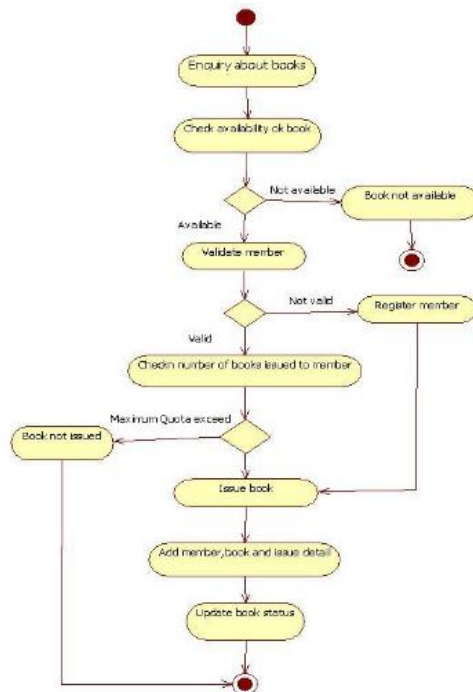 Enquiry about books
Check availability ok book
Not available
Book not available
Available
Validate member
Not valid
Register member
Valid
Checkn number of books issued to member
Maximum Quota exceed
Book not issued
Issue book
Add member,book and issue detail
Update book status